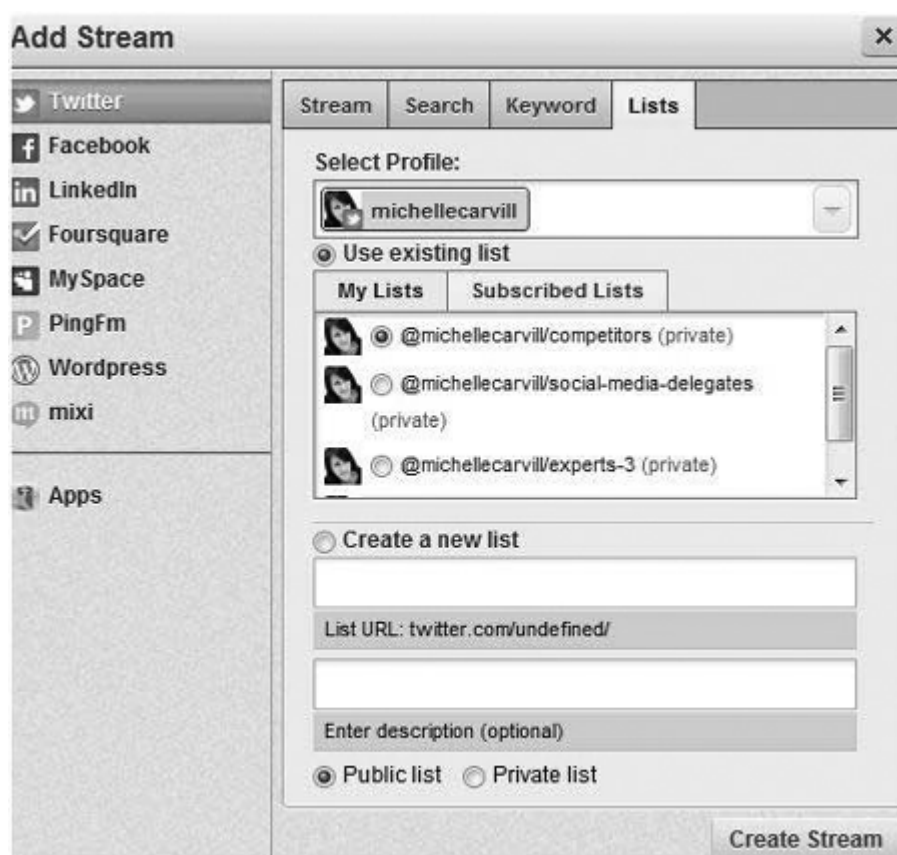 Add Stream
Twitter
Facebook
LinkedIn
Foursquare
MySpace
PingFm
Wordpress
mixi
Apps
Stream Search Keyword Lists
Select Profile:
michellecarvill
Use existing list
My Lists Subscribed Lists
@michellecarvill/competitors (private)
@michellecarvill/social-media-delegates
(private)
@michellecarvill/experts-3 (private)
Create a new list
List URL: twitter.com/undefined/
Enter description (optional)
Public list Private list
Create Stream